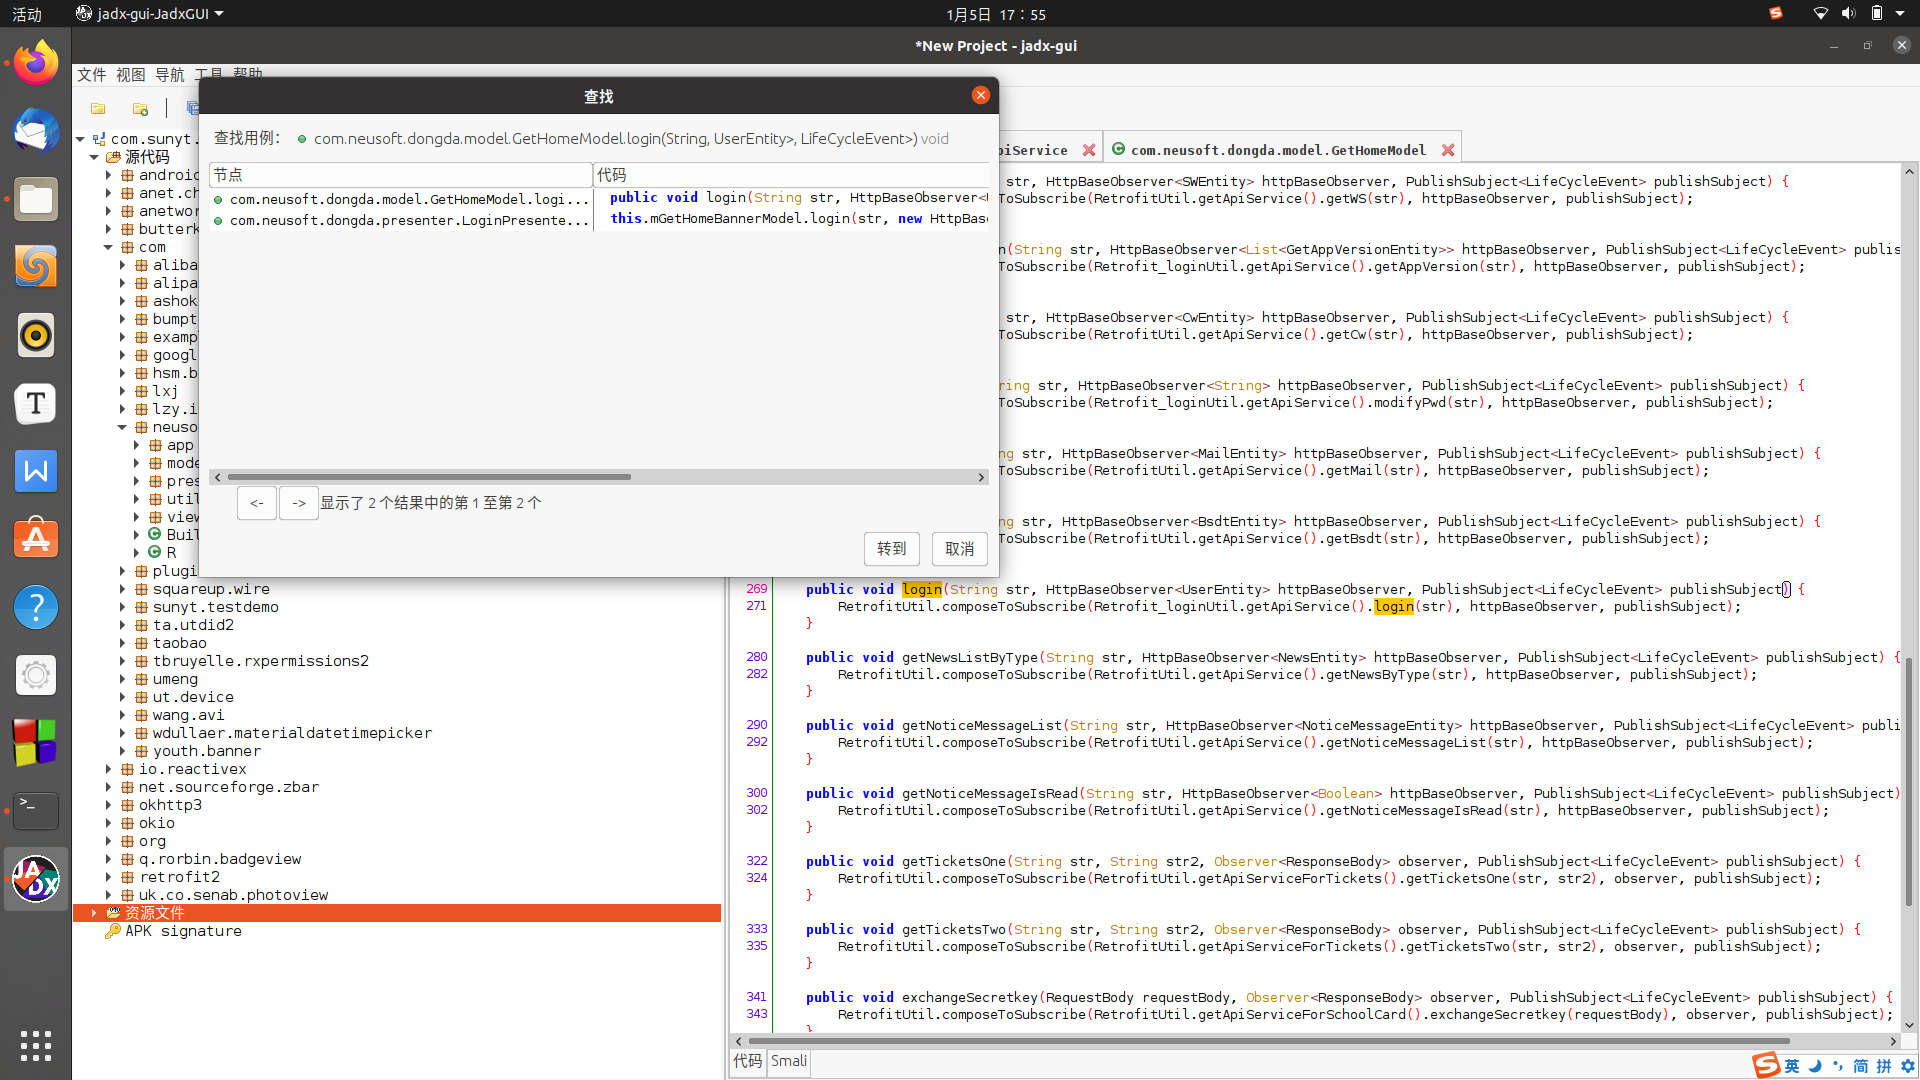 活动
jadx-gui-JadxGUI
1月5日 17：55
*New Project - jadx-gui
文件 视图 导航 工具 帮助
查找
查找用例： com.neusoft.dongda.model.GetHomeModel.login(String, UserEntity>, LifeCycleEvent>) void
节点 代码
com.neusoft.dongda.model.GetHomeModel.logi... public void login(String str, HttpBaseObserver<
com.neusoft.dongda.presenter.LoginPresente... this.mGetHomeBannerModel.login(str, new HttpBas
<- -> 显示了 2 个结果中的第 1 至第 2 个
转到 取消
com.sunyt.
源代码
android
anet.ch
anetwor
butterk
com
aliba
alipa
ashok
bumpt
examp
googl
hsm.b
lxj
lzy.i
neuso
app
mode
pres
util
view
Buil
R
plugi
squareup.wire
sunyt.testdemo
ta.utdid2
taobao
tbruyelle.rxpermissions2
umeng
ut.device
wang.avi
wdullaer.materialdatetimepicker
youth.banner
io.reactivex
net.sourceforge.zbar
okhttp3
okio
org
q.rorbin.badgeview
retrofit2
uk.co.senab.photoview
资源文件
APK signature
piService com.neusoft.dongda.model.GetHomeModel
str, HttpBaseObserver<SWEntity> httpBaseObserver, PublishSubject<LifeCycleEvent> publishSubject) {
ToSubscribe(RetrofitUtil.getApiService().getWS(str), httpBaseObserver, publishSubject);
n(String str, HttpBaseObserver<List<GetAppVersionEntity>> httpBaseObserver, PublishSubject<LifeCycleEvent> publis
ToSubscribe(Retrofit_loginUtil.getApiService().getAppVersion(str), httpBaseObserver, publishSubject);
str, HttpBaseObserver<CwEntity> httpBaseObserver, PublishSubject<LifeCycleEvent> publishSubject) {
ToSubscribe(RetrofitUtil.getApiService().getCw(str), httpBaseObserver, publishSubject);
ring str, HttpBaseObserver<String> httpBaseObserver, PublishSubject<LifeCycleEvent> publishSubject) {
ToSubscribe(Retrofit_loginUtil.getApiService().modifyPwd(str), httpBaseObserver, publishSubject);
ng str, HttpBaseObserver<MailEntity> httpBaseObserver, PublishSubject<LifeCycleEvent> publishSubject) {
ToSubscribe(RetrofitUtil.getApiService().getMail(str), httpBaseObserver, publishSubject);
ng str, HttpBaseObserver<BsdtEntity> httpBaseObserver, PublishSubject<LifeCycleEvent> publishSubject) {
ToSubscribe(RetrofitUtil.getApiService().getBsdt(str), httpBaseObserver, publishSubject);
269 public void login(String str, HttpBaseObserver<UserEntity> httpBaseObserver, PublishSubject<LifeCycleEvent> publishSubject) {
271 RetrofitUtil.composeToSubscribe(Retrofit_loginUtil.getApiService().login(str), httpBaseObserver, publishSubject);
}
280 public void getNewsListByType(String str, HttpBaseObserver<NewsEntity> httpBaseObserver, PublishSubject<LifeCycleEvent> publishSubject) {
282 RetrofitUtil.composeToSubscribe(RetrofitUtil.getApiService().getNewsByType(str), httpBaseObserver, publishSubject);
}
290 public void getNoticeMessageList(String str, HttpBaseObserver<NoticeMessageEntity> httpBaseObserver, PublishSubject<LifeCycleEvent> publi
292 RetrofitUtil.composeToSubscribe(RetrofitUtil.getApiService().getNoticeMessageList(str), httpBaseObserver, publishSubject);
}
300 public void getNoticeMessageIsRead(String str, HttpBaseObserver<Boolean> httpBaseObserver, PublishSubject<LifeCycleEvent> publishSubject)
302 RetrofitUtil.composeToSubscribe(RetrofitUtil.getApiService().getNoticeMessageIsRead(str), httpBaseObserver, publishSubject);
}
322 public void getTicketsOne(String str, String str2, Observer<ResponseBody> observer, PublishSubject<LifeCycleEvent> publishSubject) {
324 RetrofitUtil.composeToSubscribe(RetrofitUtil.getApiServiceForTickets().getTicketsOne(str, str2), observer, publishSubject);
}
333 public void getTicketsTwo(String str, String str2, Observer<ResponseBody> observer, PublishSubject<LifeCycleEvent> publishSubject) {
335 RetrofitUtil.composeToSubscribe(RetrofitUtil.getApiServiceForTickets().getTicketsTwo(str, str2), observer, publishSubject);
}
341 public void exchangeSecretkey(RequestBody requestBody, Observer<ResponseBody> observer, PublishSubject<LifeCycleEvent> publishSubject) {
343 RetrofitUtil.composeToSubscribe(RetrofitUtil.getApiServiceForSchoolCard().exchangeSecretkey(requestBody), observer, publishSubject);
}
代码 Smali
英 简 拼